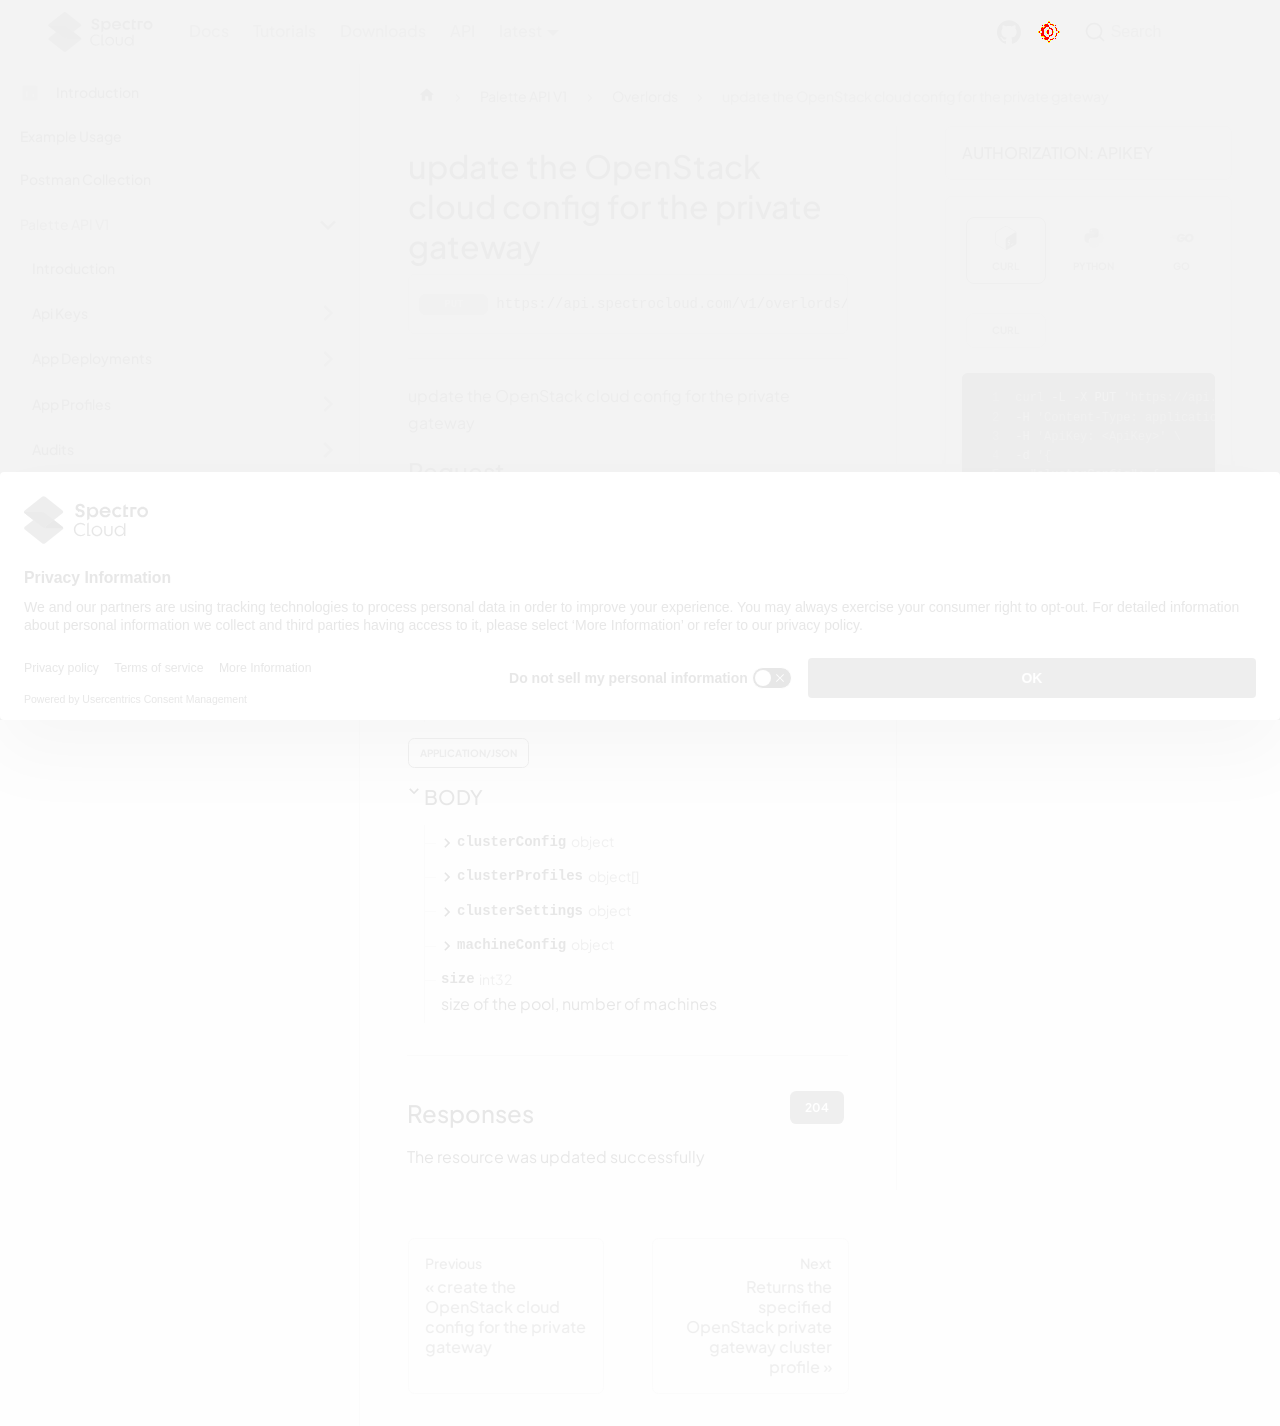 Spectro
Cloud
Docs Tutorials Downloads API latest
Search
Introduction
Example Usage
Postman Collection
Palette API V1
Introduction
Api Keys
App Deployments
App Profiles
Audits
Palette API V1 Overlords update the OpenStack cloud config for the private gateway
update the OpenStack
cloud config for the private
gateway
https://api.spectrocloud.com/v1/overlords/
update the OpenStack cloud config for the private
gateway
Request
AUTHORIZATION: APIKEY
CURL PYTHON GO
CURL
Spectro
Cloud
Privacy Information
We and our partners are using tracking technologies to process personal data in order to improve your experience. You may always exercise your consumer right to opt-out. For detailed information
about personal information we collect and third parties having access to it, please select 'More Information' or refer to our privacy policy.
Privacy policy Terms of service More Information
Powered by Usercentrics Consent Management
Do not sell my personal information
OK
APPLICATION/JSON
BODY
clusterConfig object
clusterProfiles object[]
clusterSettings object
machineConfig object
size int32
size of the pool, number of machines
Responses
204
The resource was updated successfully
Previous
« create the
OpenStack cloud
config for the private
gateway
Next
Returns the
specified
OpenStack private
gateway cluster
profile »